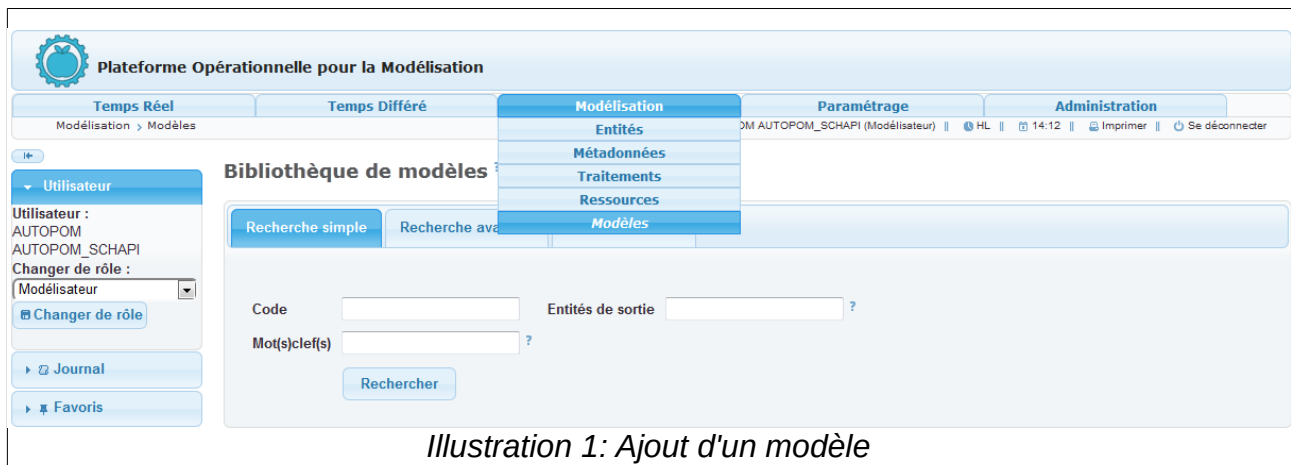 Plateforme Opérationnelle pour la Modélisation
Temps Réel Temps Différé Modélisation Paramétrage Administration
Modélisation > Modèles
AUTOPOM_SCHAPI (Modélisateur) || HL || 14:12 || Imprimer || Se déconnecter
Entités
Métadonnées
Traitements
Ressources
Modèles
Utilisateur
Utilisateur :
AUTOPOM
AUTOPOM_SCHAPI
Changer de rôle :
Modélisateur
Changer de rôle
Journal
Favoris
Bibliothèque de modèles ?
Recherche simple Recherche
Code Entités de sortie ?
Mot(s)clef(s) ?
Rechercher
Illustration 1: Ajout d'un modèle